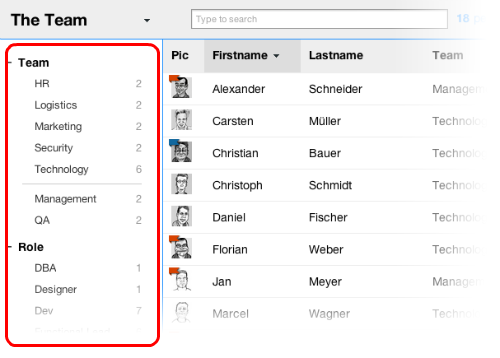 The Team
Type to search
18
Team
HR 2
Logistics 2
Marketing 2
Security 2
Technology 6
Management 2
QA 2
Role
DBA 1
Designer 1
Dev 7
Pic Firstname Lastname Team
Alexander Schneider Managem
Carsten Müller Technolo
Christian Bauer Technolo
Christoph Schmidt Technolo
Daniel Fischer Technolo
Florian Weber Technolo
Jan Meyer Managem
Marcel Wagner Technolo